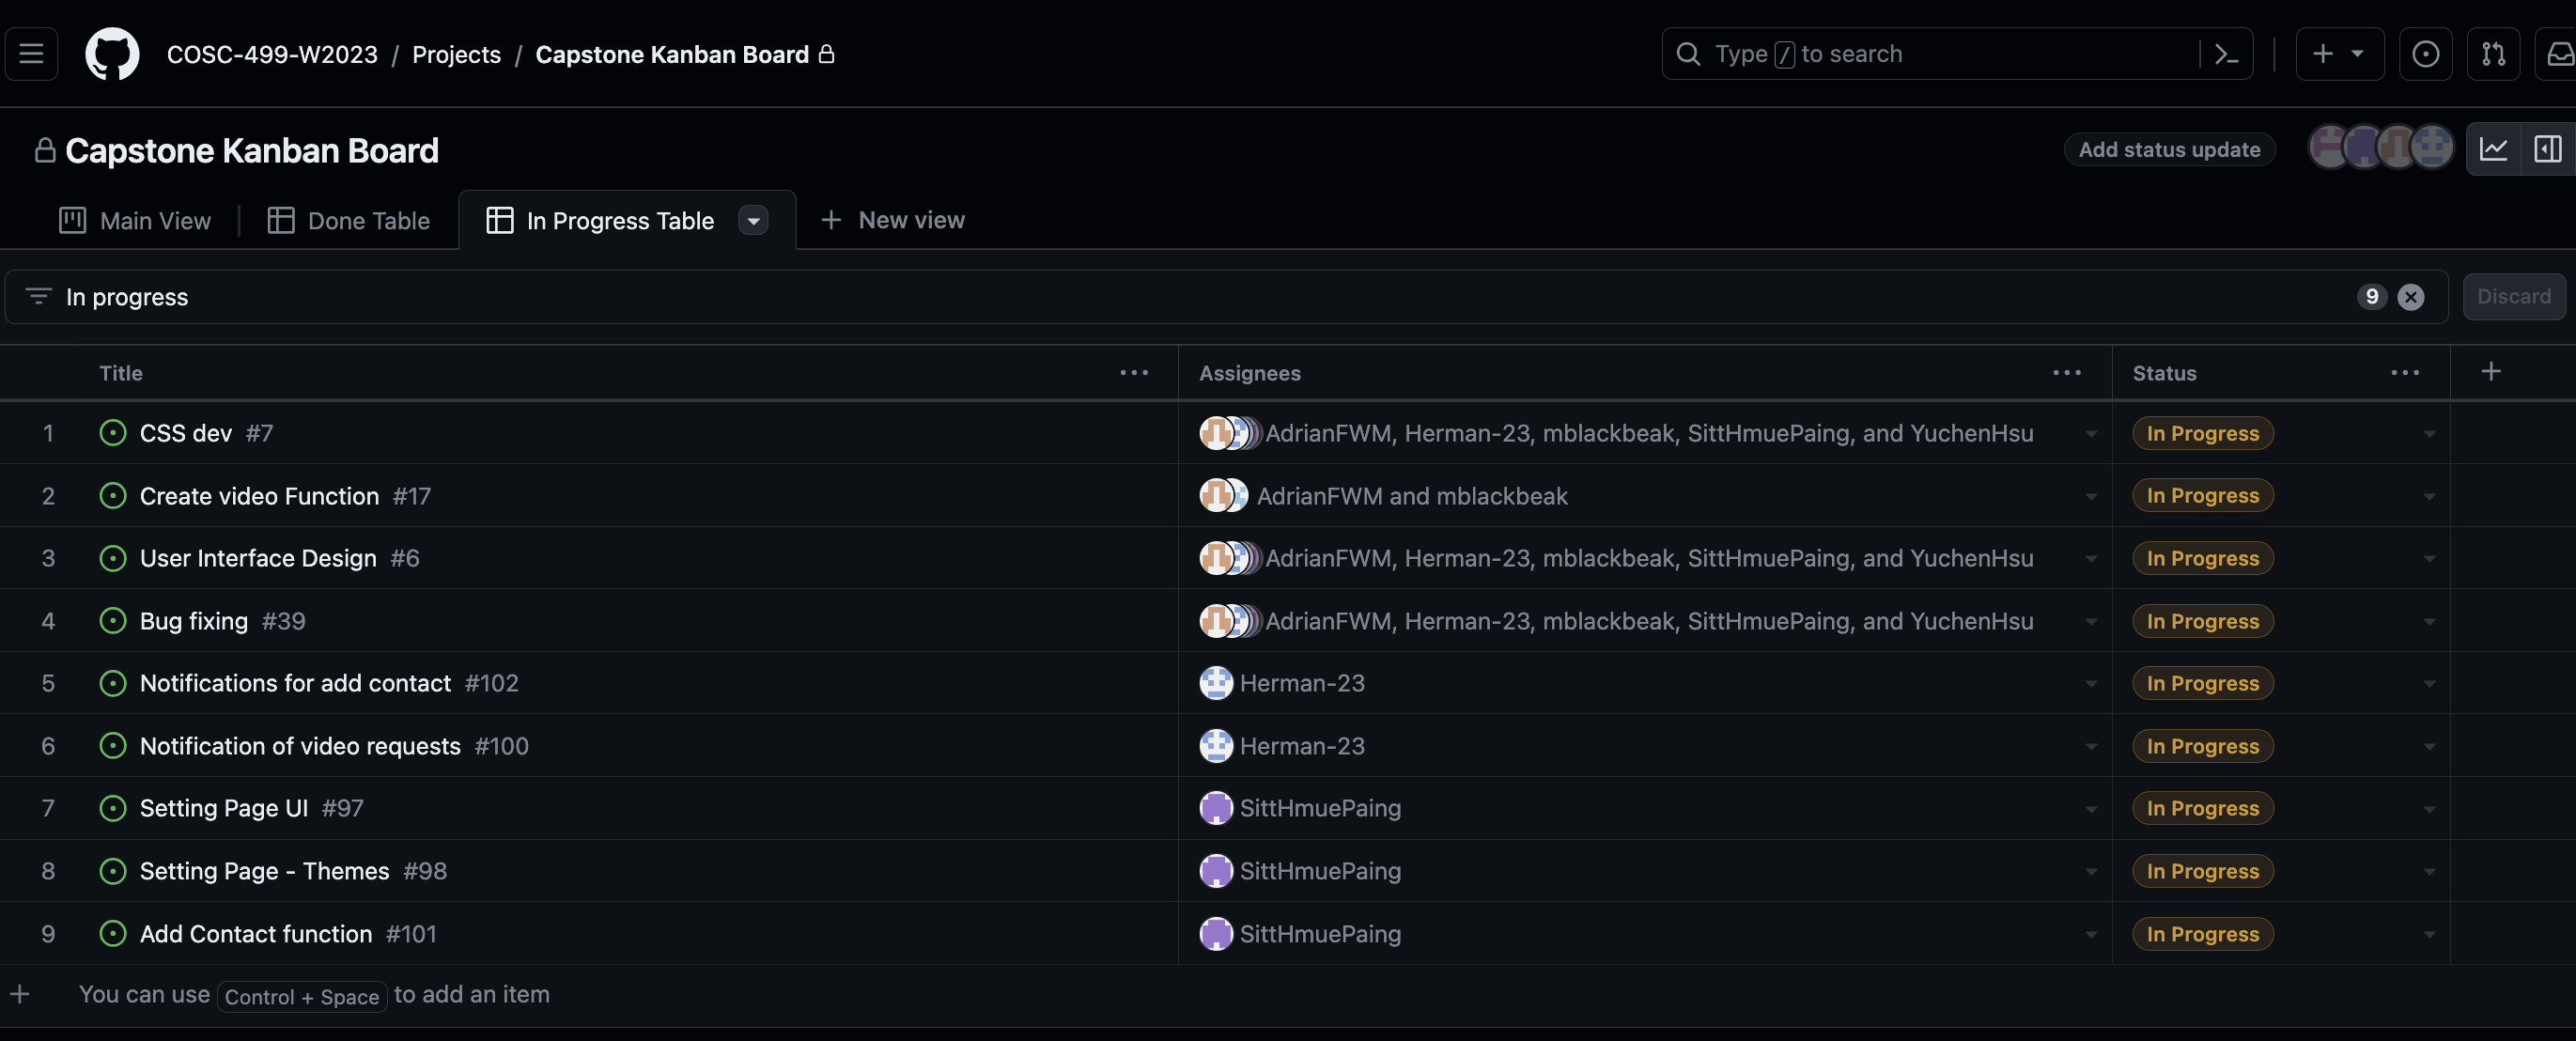 COSC-499-W2023 / Projects / Capstone Kanban Board
Type / to search
Capstone Kanban Board
Add status update
Main View
Done Table
In Progress Table
New view
In progress
9
Discard
Title
Assignees
Status
1 CSS dev #7 AdrianFWM, Herman-23, mblackbeak, SittHmuePaing, and YuchenHsu In Progress
2 Create video Function #17 AdrianFWM and mblackbeak In Progress
3 User Interface Design #6 AdrianFWM, Herman-23, mblackbeak, SittHmuePaing, and YuchenHsu In Progress
4 Bug fixing #39 AdrianFWM, Herman-23, mblackbeak, SittHmuePaing, and YuchenHsu In Progress
5 Notifications for add contact #102 Herman-23 In Progress
6 Notification of video requests #100 Herman-23 In Progress
7 Setting Page UI #97 SittHmuePaing In Progress
8 Setting Page - Themes #98 SittHmuePaing In Progress
9 Add Contact function #101 SittHmuePaing In Progress
You can use Control + Space to add an item